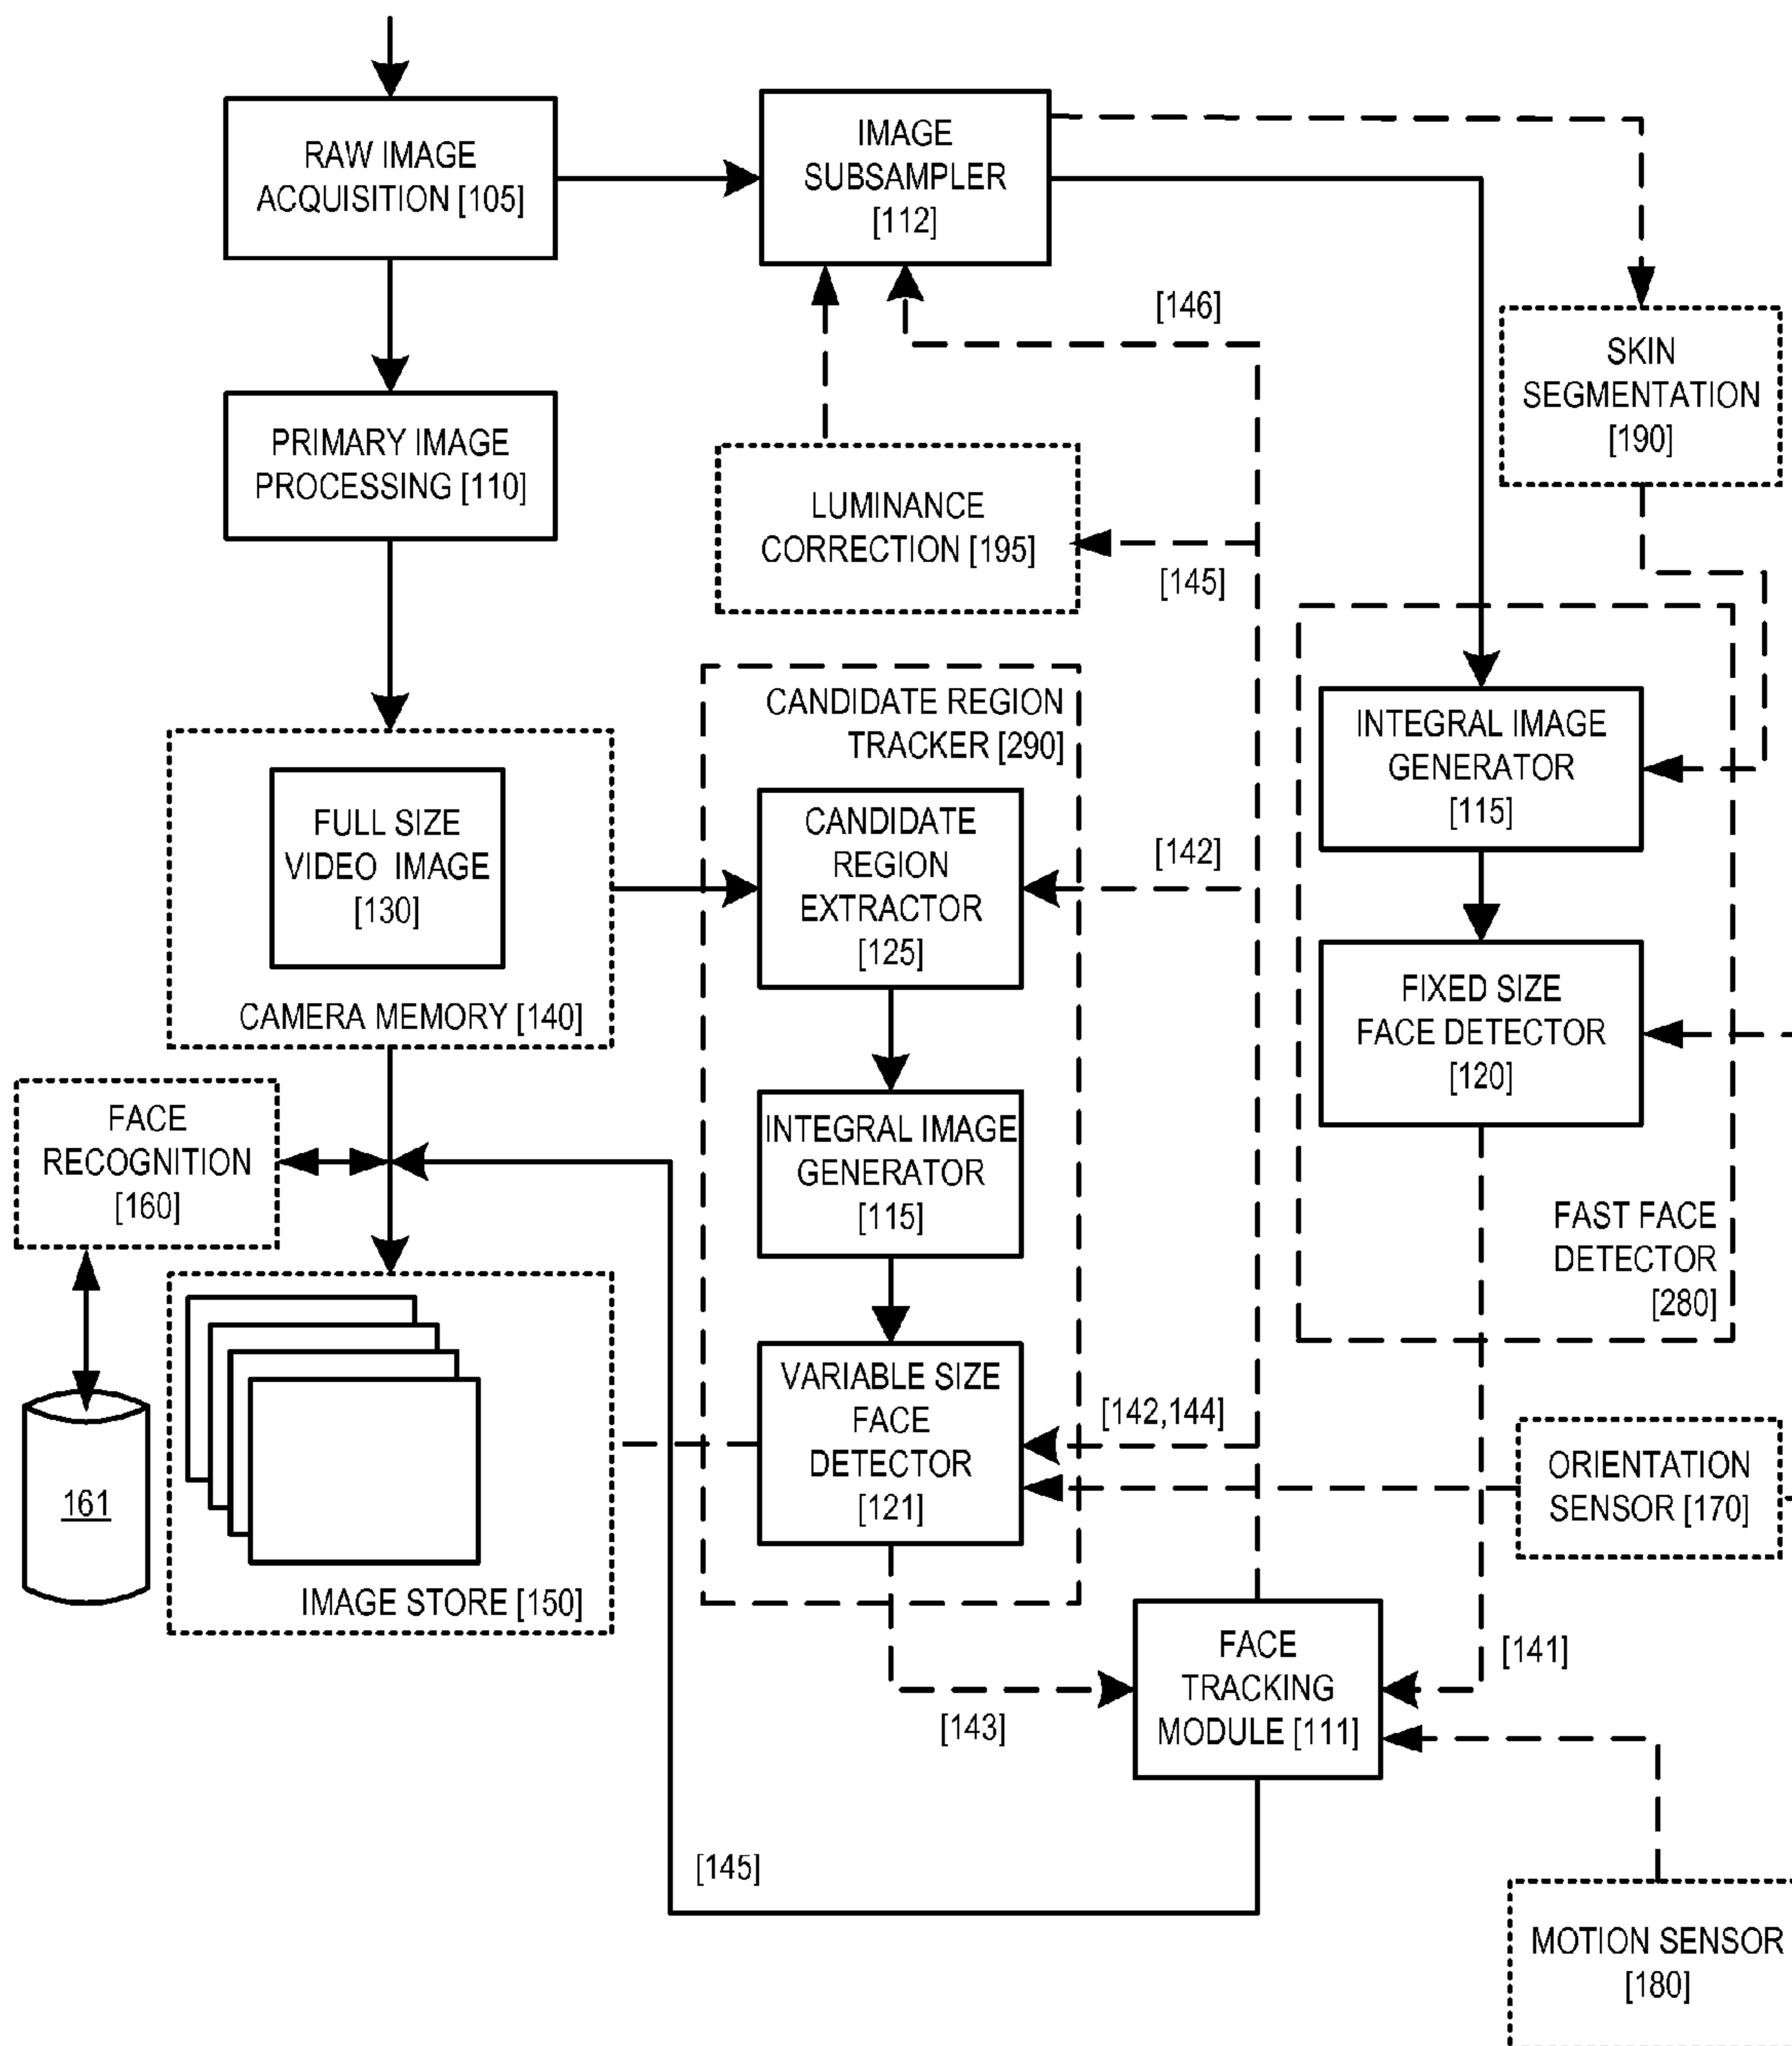 RAW IMAGE
ACQUISITION [105]
IMAGE
SUBSAMPLER
[112]
[146]
SKIN
SEGMENTATION
[190]
PRIMARY IMAGE
PROCESSING [110]
LUMINANCE
CORRECTION [195]
[145]
CANDIDATE REGION
TRACKER [290]
INTEGRAL IMAGE
GENERATOR
[115]
FULL SIZE
VIDEO IMAGE
[130]
CAMERA MEMORY [140]
CANDIDATE
REGION
EXTRACTOR
[125]
[142]
FIXED SIZE
FACE DETECTOR
[120]
FACE
RECOGNITION
[160]
INTEGRAL IMAGE
GENERATOR
[115]
FAST FACE
DETECTOR
[280]
VARIABLE SIZE
FACE
DETECTOR
[121]
[142,144]
ORIENTATION
SENSOR [170]
161
IMAGE STORE [150]
FACE
TRACKING
MODULE [111]
[141]
[143]
[145]
MOTION SENSOR
[180]